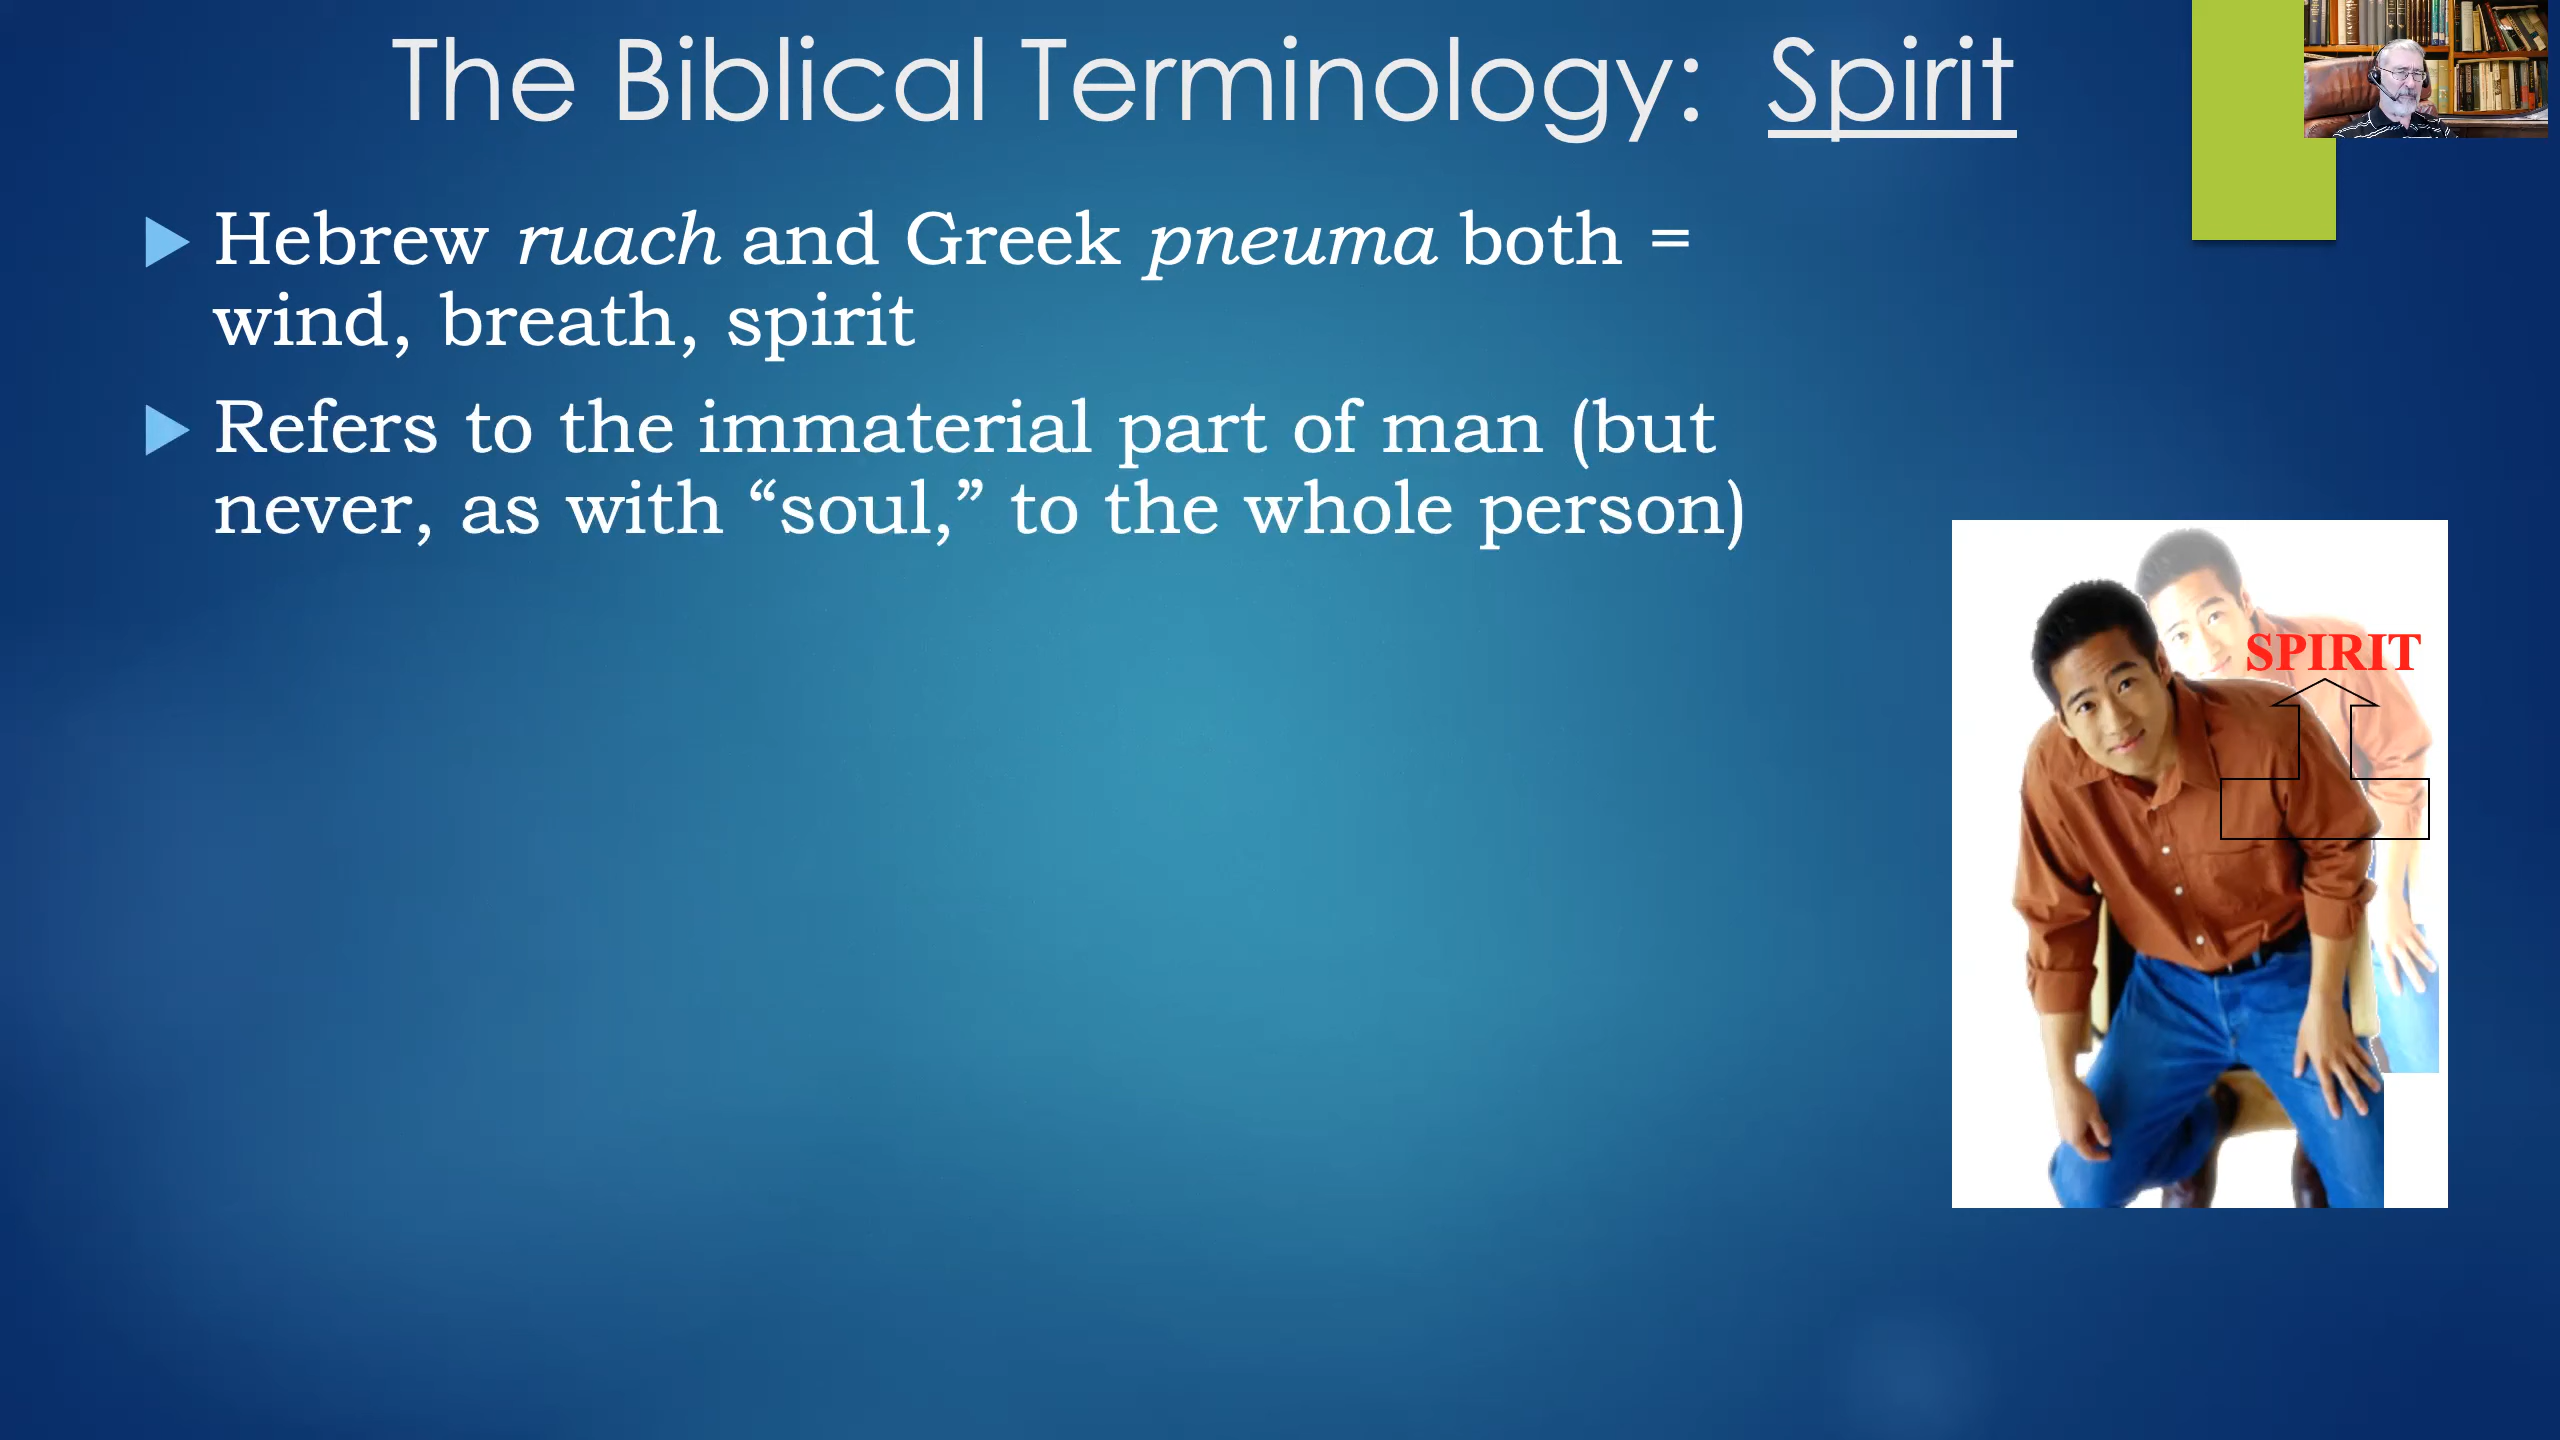 The Biblical Terminology: Spirit
Hebrew ruach and Greek pneuma both =
wind, breath, spirit
Refers to the immaterial part of man (but
never, as with “soul,” to the whole person)
SPIRIT